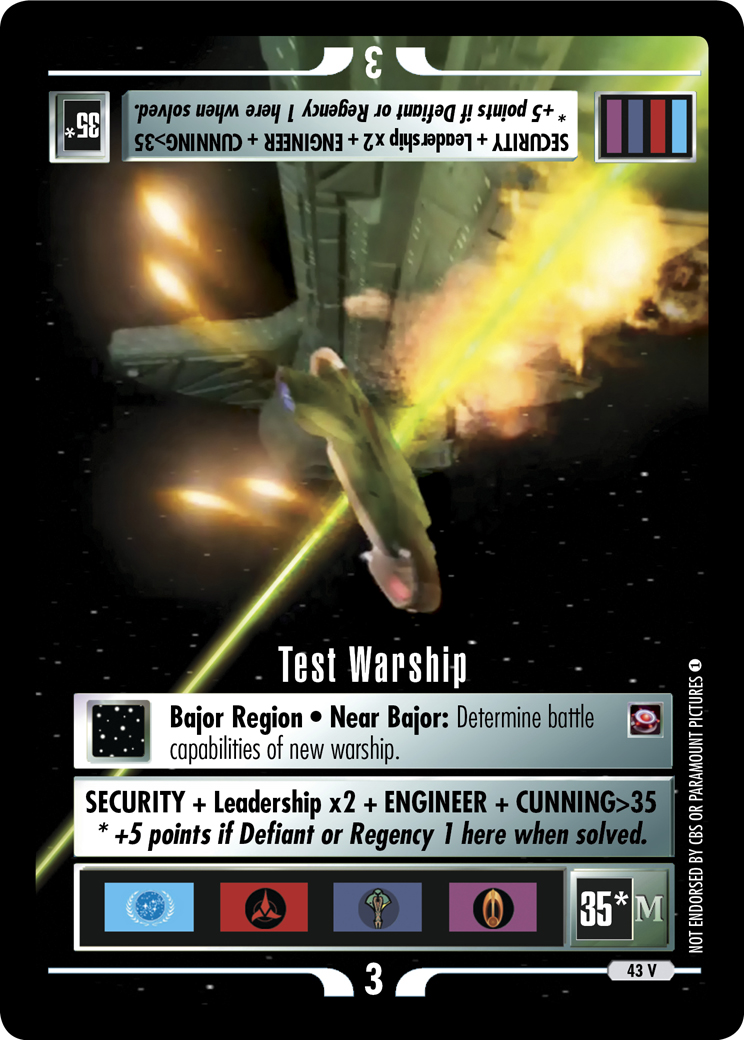 3
35*
SECURITY + Leadership x2 + ENGINEER + CUNNING>35
* +5 points if Defiant or Regency 1 here when solved.
Test Warship
Bajor Region • Near Bajor: Determine battle
capabilities of new warship.
SECURITY + Leadership x2 + ENGINEER + CUNNING>35
* +5 points if Defiant or Regency 1 here when solved.
35* M
3
43 V
NOT ENDORSED BY CBS OR PARAMOUNT PICTURES 1